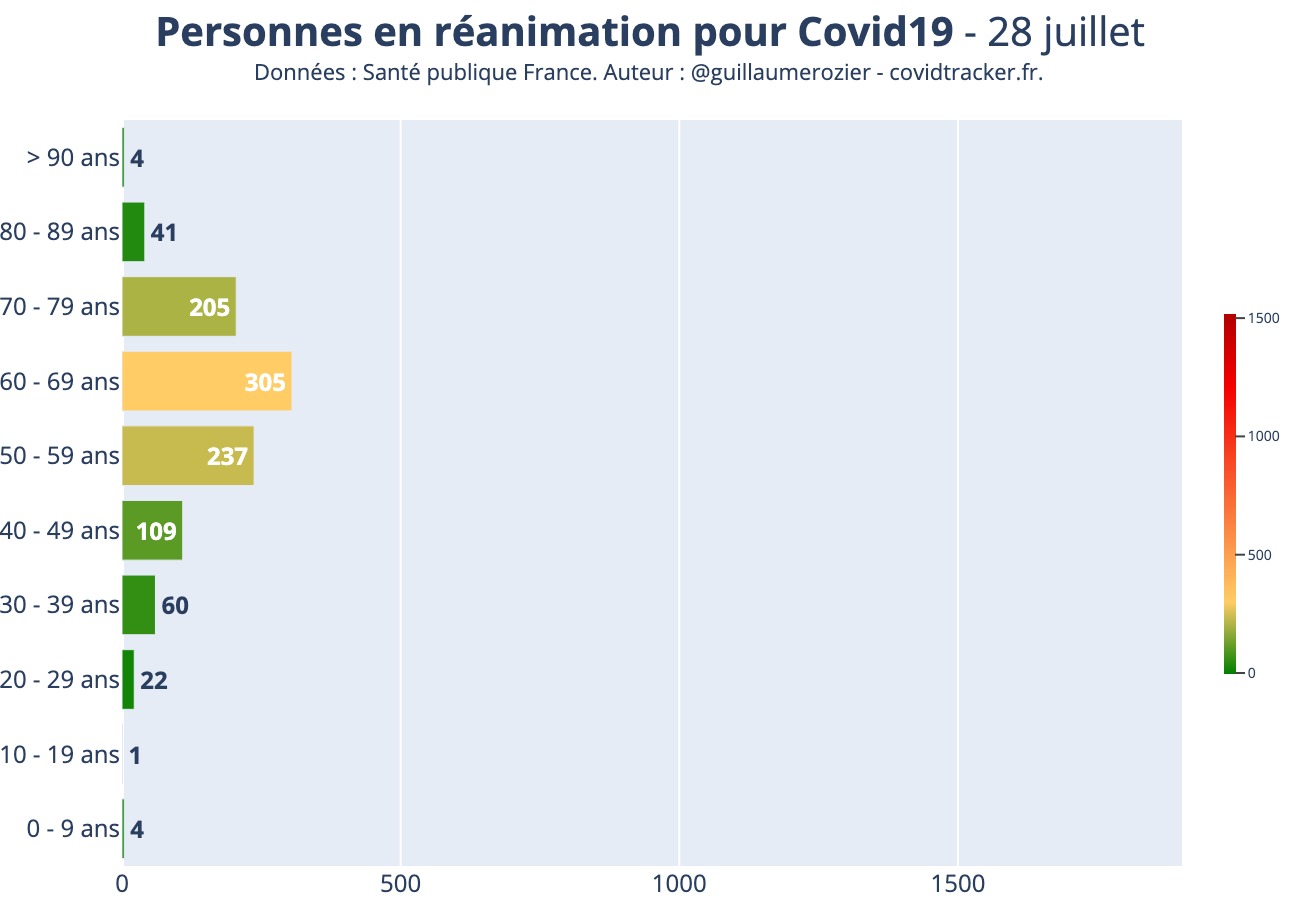 Personnes en réanimation pour Covid19 - 28 juillet
Données : Santé publique France. Auteur : @guillaumerozier - covidtracker.fr.
> 90 ans 4
80 - 89 ans 41
70 - 79 ans 205
60 - 69 ans 305
50 - 59 ans 237
40 - 49 ans 109
30 - 39 ans 60
20 - 29 ans 22
10 - 19 ans 1
0 - 9 ans 4
0 500 1000 1500
1500
1000
500
0